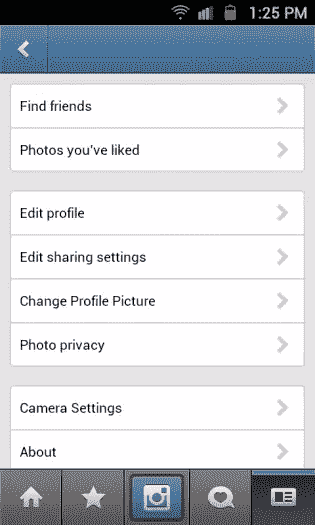 1:25 PM
Find friends
Photos you've liked
Edit profile
Edit sharing settings
Change Profile Picture
Photo privacy
Camera Settings
About